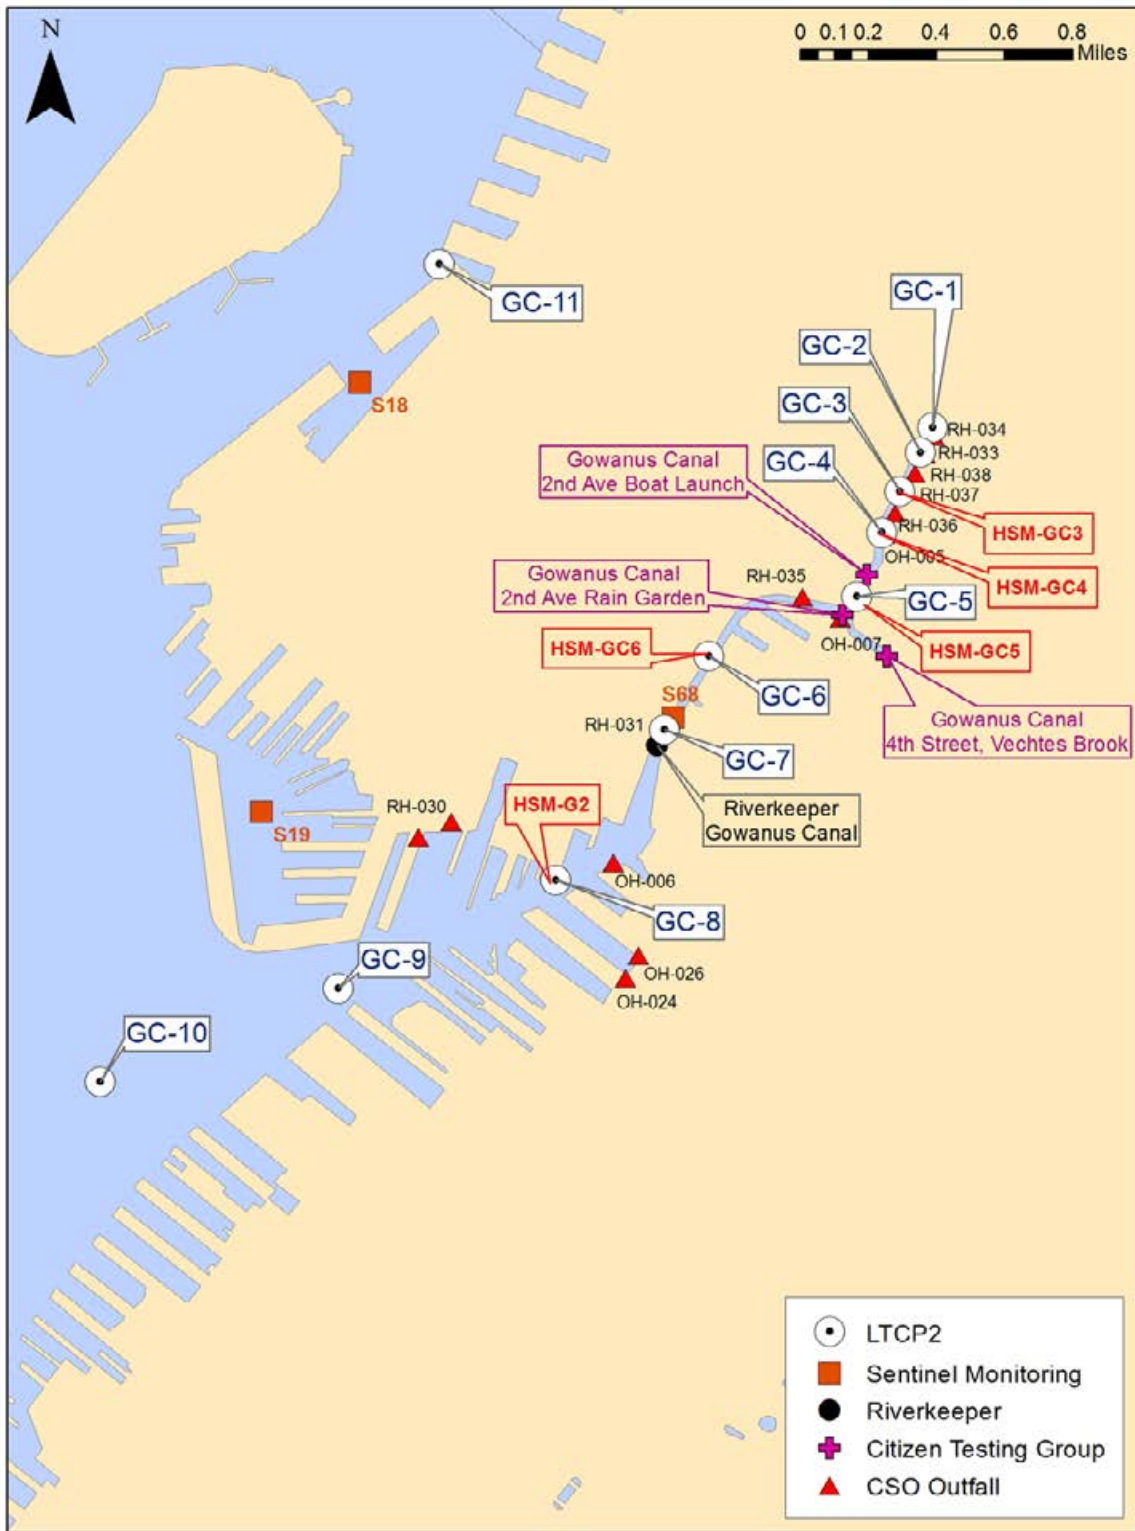 N
0 0.1 0.2 0.4 0.6 0.8
Miles
GC-11
GC-1
GC-2
S18
GC-3
RH-034
RH-033
Gowanus Canal
2nd Ave Boat Launch
GC-4
RH-038
RH-037
RH-036
HSM-GC3
OH-005
Gowanus Canal
2nd Ave Rain Garden
RH-035
HSM-GC4
GC-5
HSM-GC6
OH-007
HSM-GC5
S68
GC-6
RH-031
Gowanus Canal
4th Street, Vechtes Brook
GC-7
RH-030
HSM-G2
Riverkeeper
Gowanus Canal
S19
OH-006
GC-8
GC-9
OH-026
OH-024
GC-10
LTCP2
Sentinel Monitoring
Riverkeeper
Citizen Testing Group
CSO Outfall